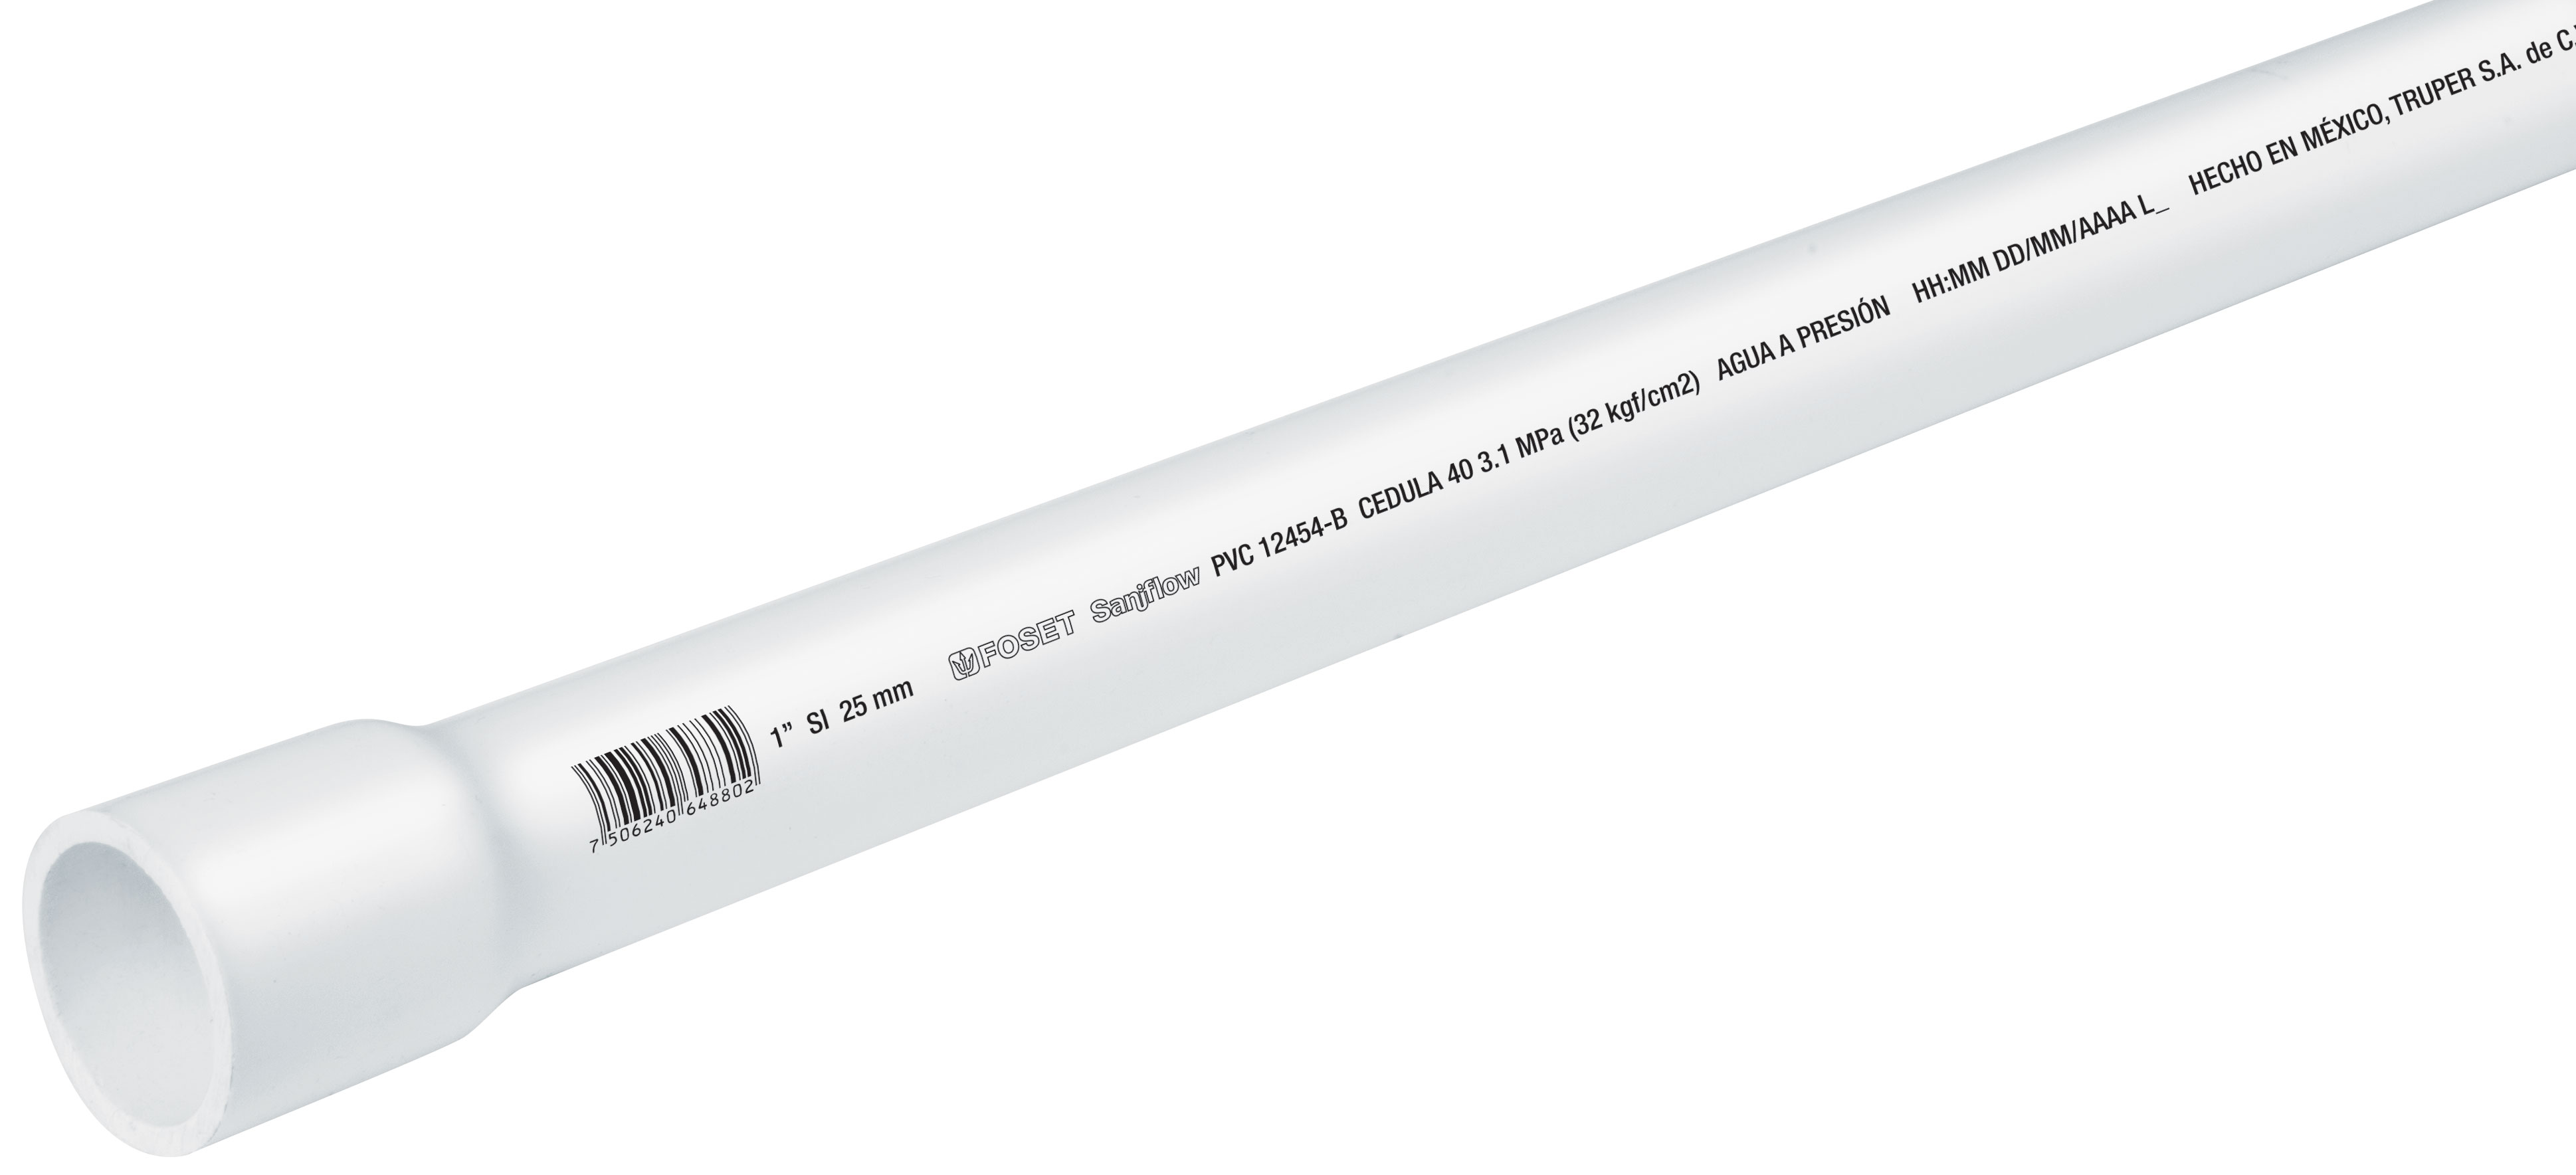 7 506240 648802
1” SI 25 mm FOSET Saniflow PVC 12454-B CEDULA 40 3.1 MPa (32 kgf/cm2) AGUA A PRESIÓN HH:MM DD/MM/AAAA L_ HECHO EN MÉXICO, TRUPER S.A. de C.